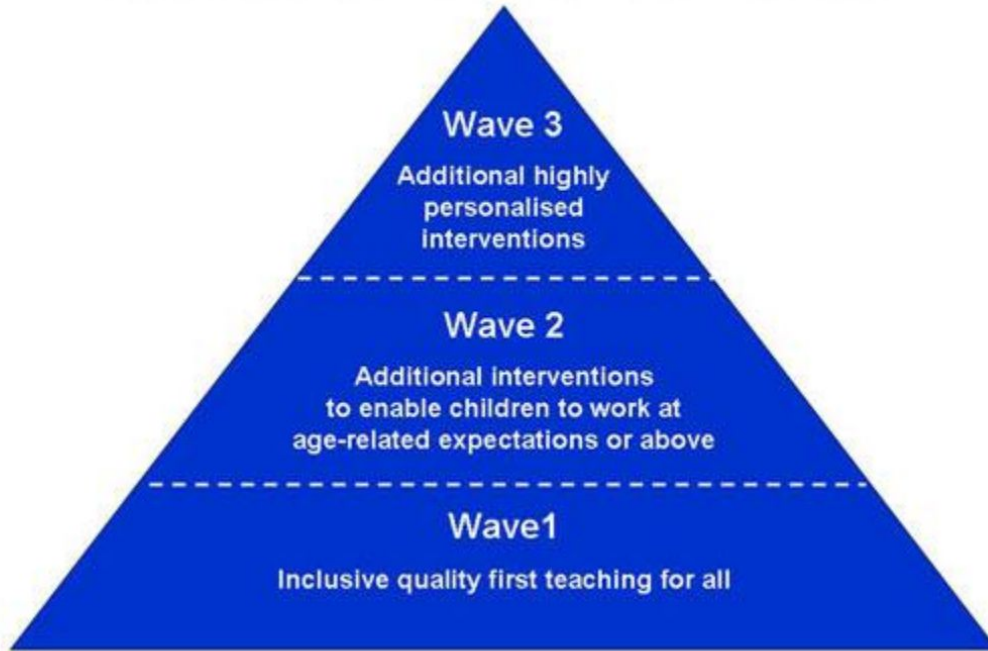 Wave 3
Additional highly
personalised
interventions
Wave 2
Additional interventions
to enable children to work at
age-related expectations or above
Wave1
Inclusive quality first teaching for all